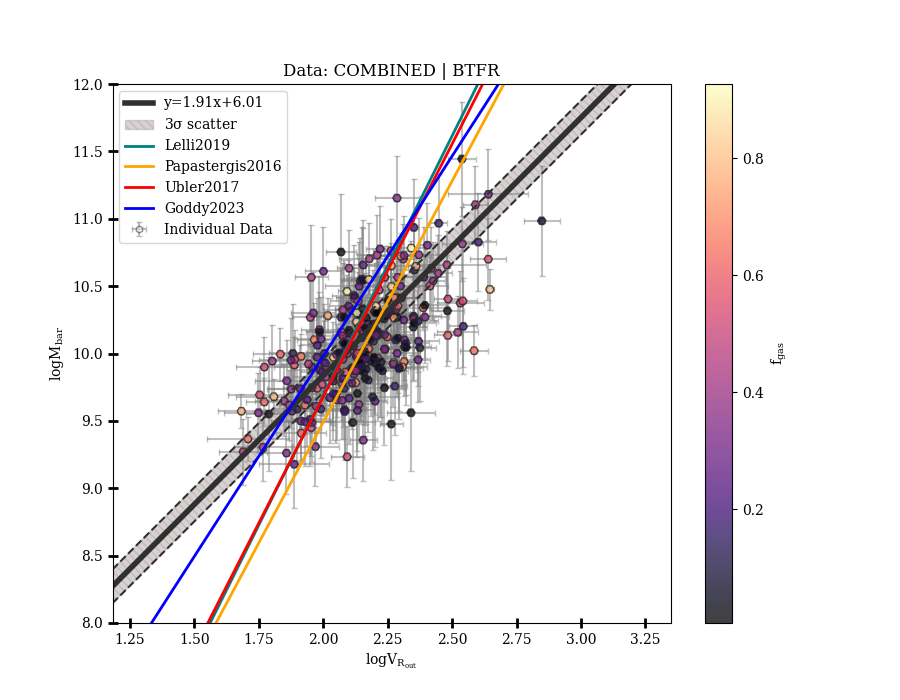 Data: COMBINED | BTFR
y=1.91x+6.01
3σ scatter
Lelli2019
Papastergis2016
Ubler2017
Goddy2023
Individual Data
12.0
11.5
11.0
10.5
10.0
9.5
9.0
8.5
8.0
logM_bar
1.25 1.50 1.75 2.00 2.25 2.50 2.75 3.00 3.25
logV_R_out
0.8
0.6
0.4
0.2
f_gas